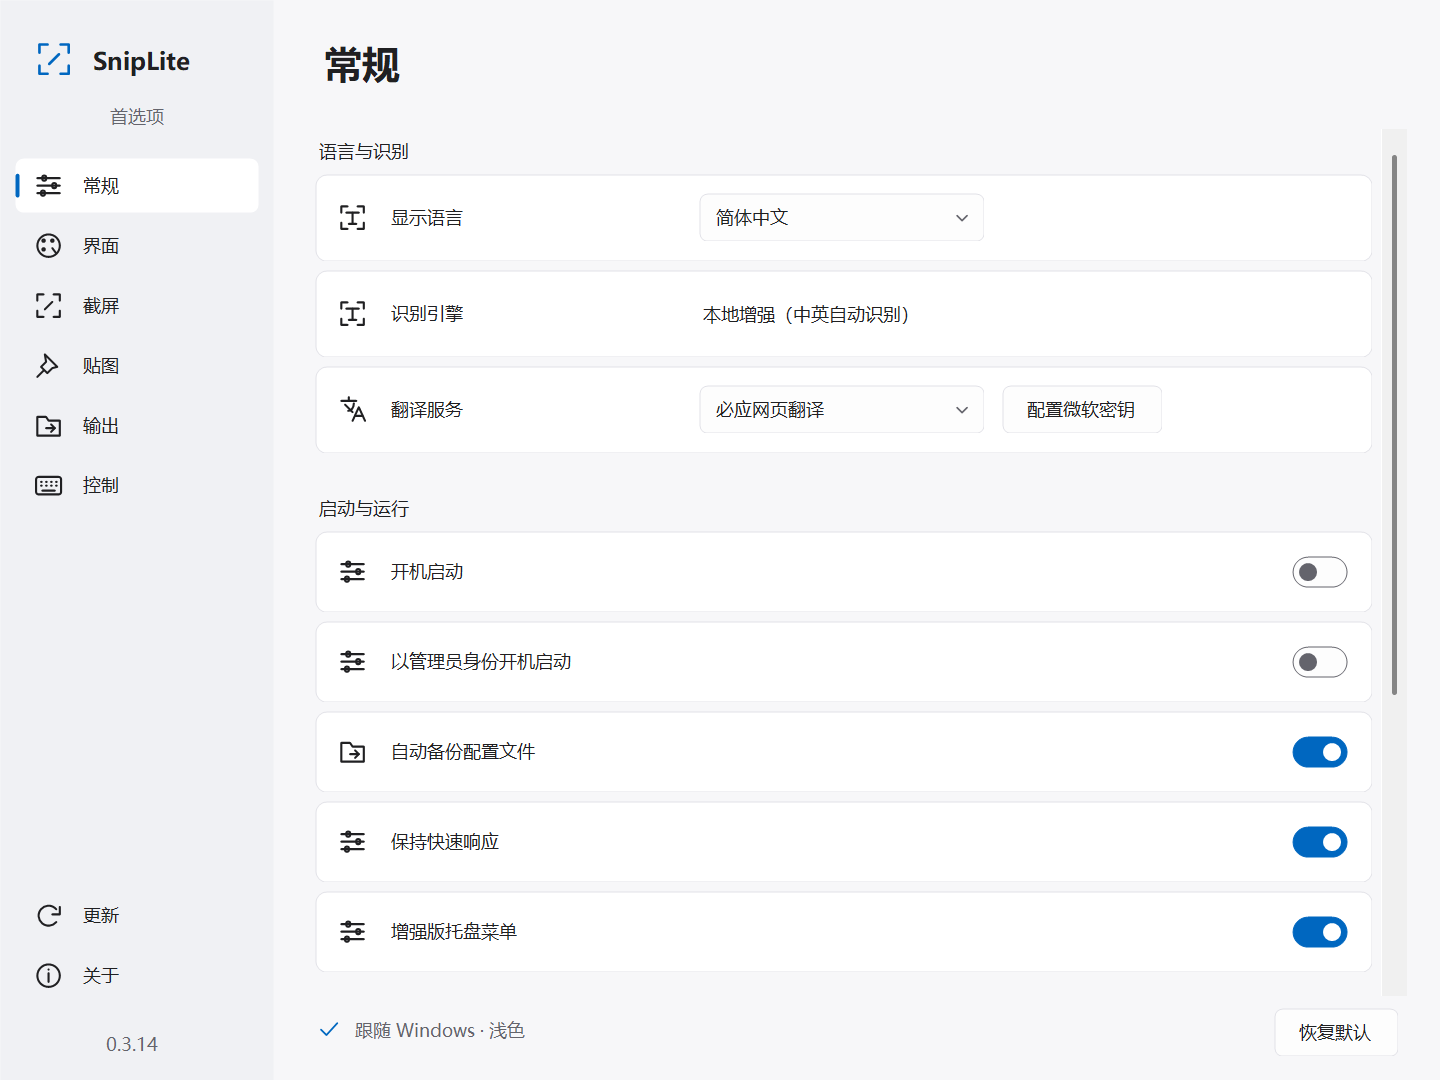 SnipLite
首选项
常规
界面
截屏
贴图
输出
控制
更新
关于
0.3.14
常规
语言与识别
显示语言
简体中文
识别引擎
本地增强（中英自动识别）
翻译服务
必应网页翻译
配置微软密钥
启动与运行
开机启动
以管理员身份开机启动
自动备份配置文件
保持快速响应
增强版托盘菜单
跟随 Windows · 浅色
恢复默认